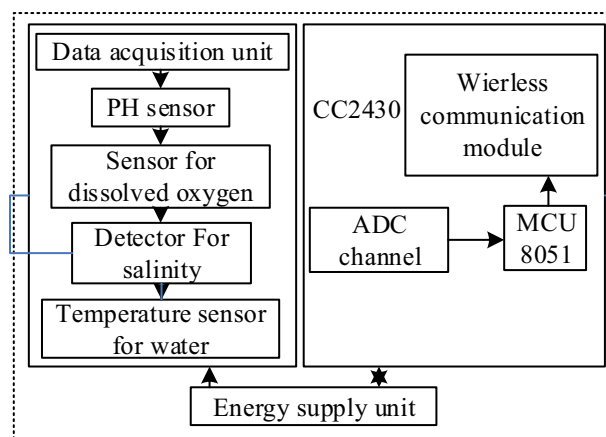 Data acquisition unit
PH sensor
Sensor for
dissolved oxygen
Detector For
salinity
Temperature sensor
for water
CC2430
Wierless
communication
module
ADC
channel
MCU
8051
Energy supply unit